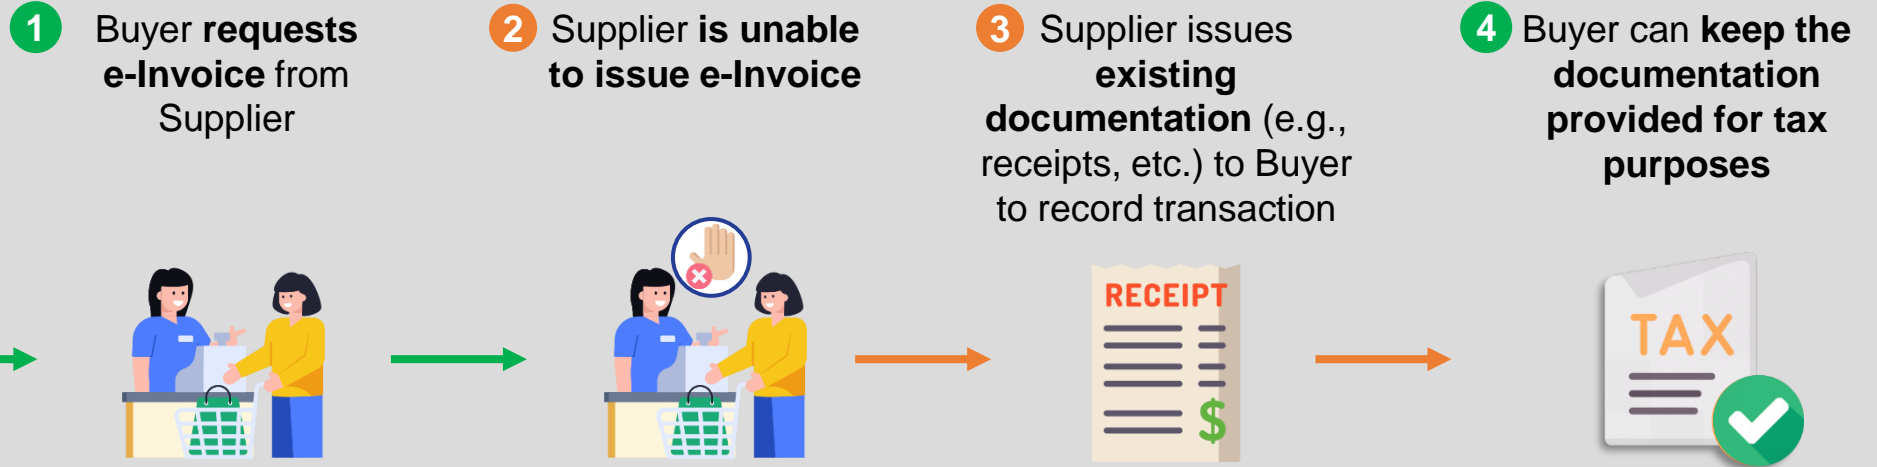 1
Buyer requests
e-Invoice from
Supplier
2
Supplier is unable
to issue e-Invoice
3
Supplier issues
existing
documentation (e.g.,
receipts, etc.) to Buyer
to record transaction
4
Buyer can keep the
documentation
provided for tax
purposes
RECEIPT
$
TAX